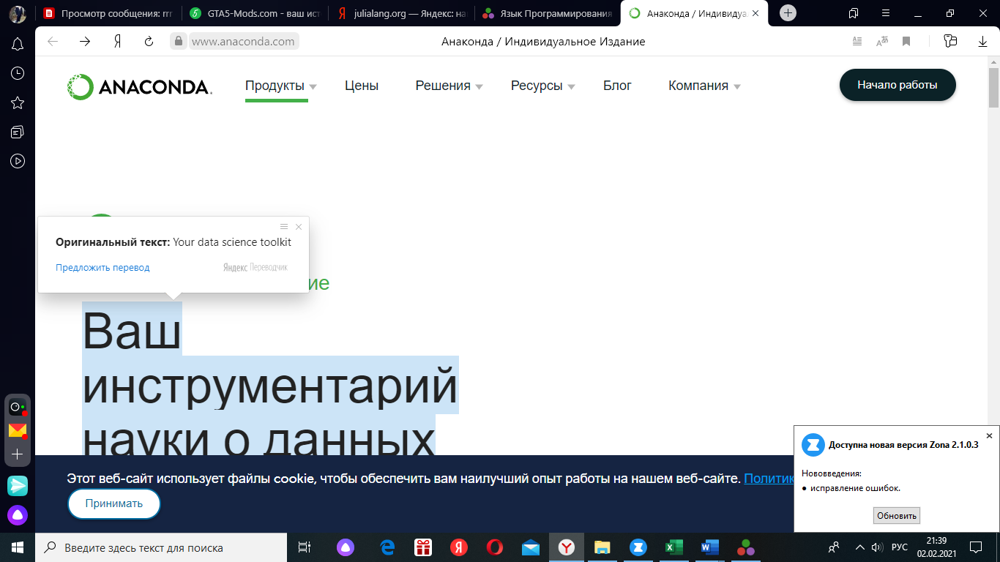 Просмотр сообщения: rrr
GTA5-Mods.com - ваш ист
julialang.org — Яндекс: на
Язык Программирования
Анаконда / Индивидуа
www.anaconda.com
Анаконда / Индивидуальное Издание
ANACONDA.
Продукты
Цены
Решения
Ресурсы
Блог
Компания
Начало работы
Оригинальный текст: Your data science toolkit
Предложить перевод
Яндекс Переводчик
ие
Ваш
инструментарий
науки о данных
Этот веб-сайт использует файлы cookie, чтобы обеспечить вам наилучший опыт работы на нашем веб-сайте. Политик
Принимать
Доступна новая версия Zona 2.1.0.3
Нововведения:
● исправление ошибок.
Обновить
Введите здесь текст для поиска
РУС
21:39
02.02.2021